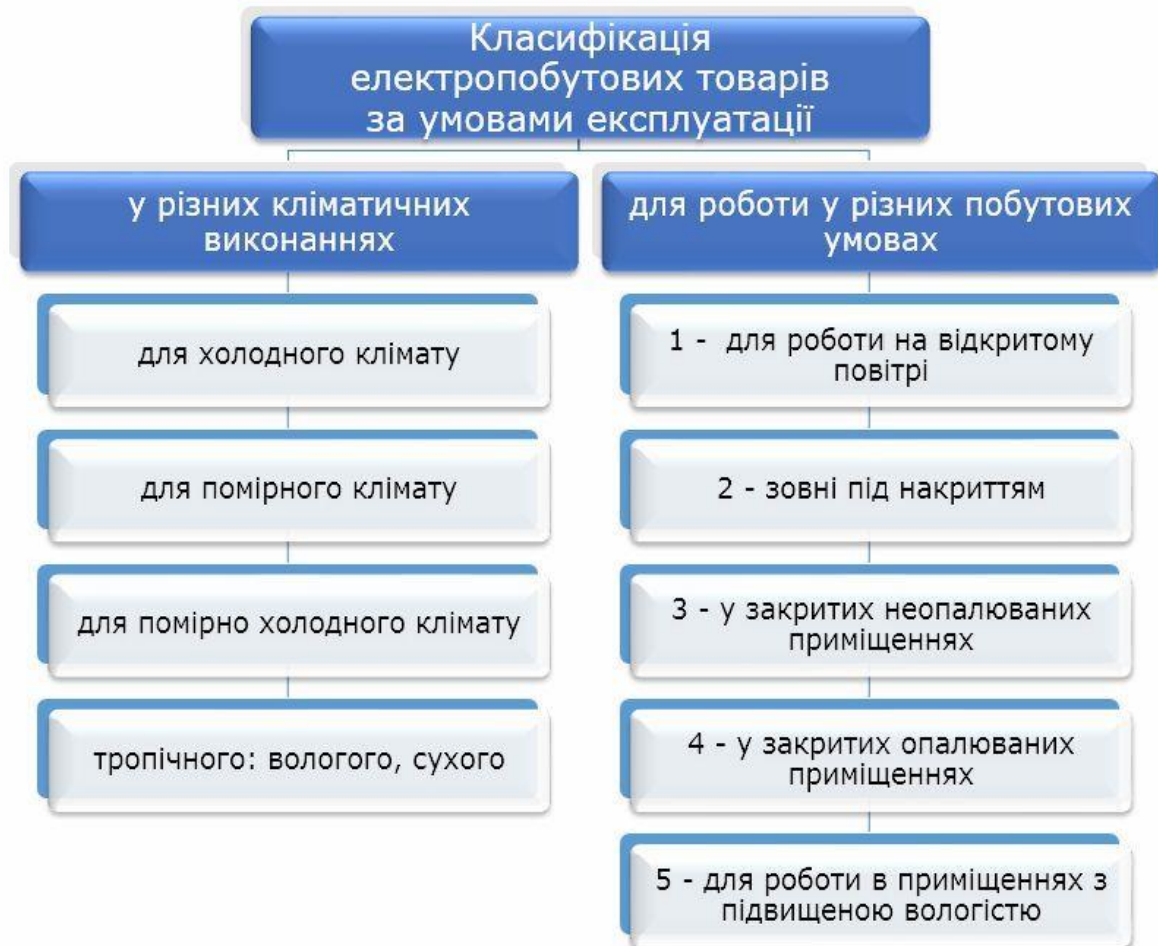 Класифікація
електропобутових товарів
за умовами експлуатації
у різних кліматичних
виконаннях
для холодного клімату
для помірного клімату
для помірно холодного клімату
тропічного: вологого, сухого
для роботи у різних побутових
умовах
1 - для роботи на відкритому
повітрі
2 - зовні під накриттям
3 - у закритих неопалюваних
приміщеннях
4 - у закритих опалюваних
приміщеннях
5 - для роботи в приміщеннях з
підвищеною вологістю